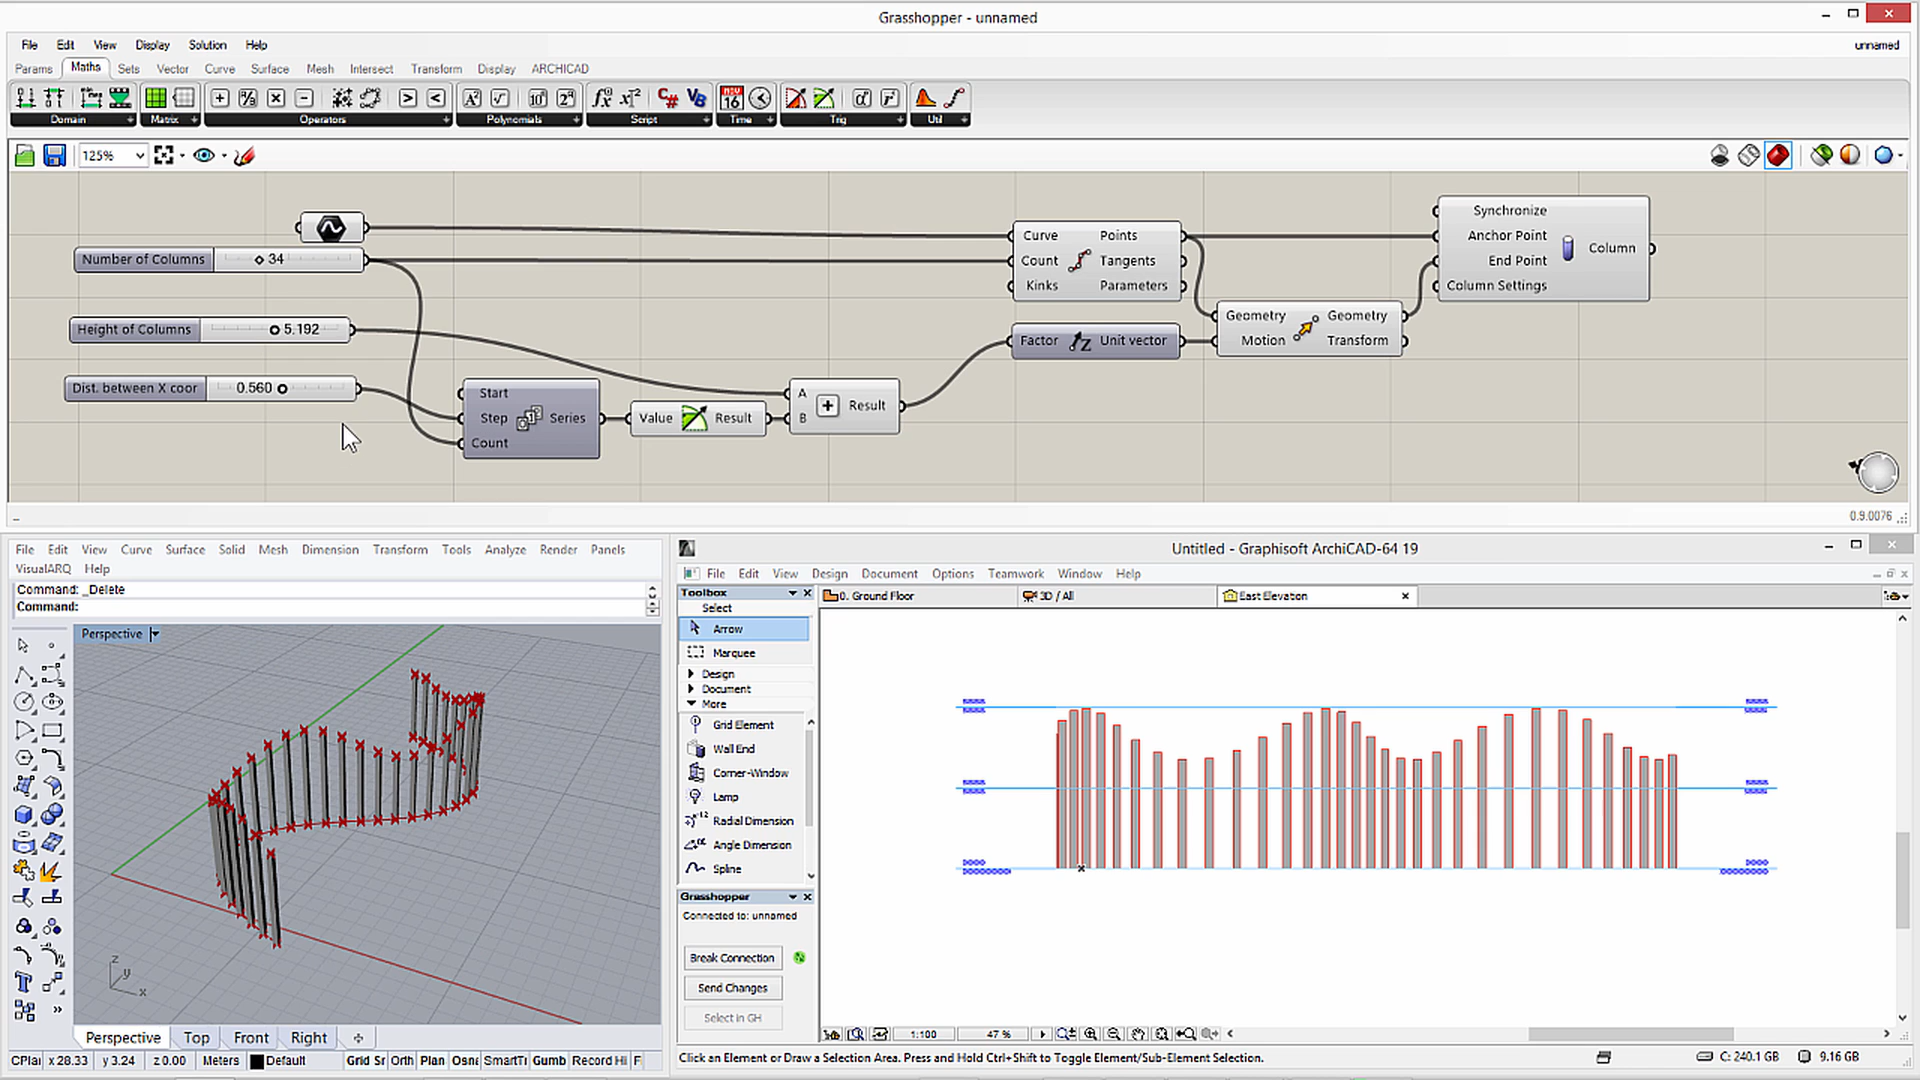 Grasshopper - unnamed
File Edit View Display Solution Help unnamed
Params Maths Sets Vector Curve Surface Mesh Intersect Transform Display ARCHICAD
Domain Matrix Operators Polynomials Script Time Trig Util
125%
Number of Columns 34
Height of Columns 5.192
Dist. between X coor 0.560
Start
Step Series
Count
Value Result
A
B
Result
Curve Points
Count Tangents
Kinks Parameters
Factor Unit vector
Geometry Geometry
Motion Transform
Synchronize
Anchor Point
End Point
Column Settings
Column
0.9.0076
File Edit View Curve Surface Solid Mesh Dimension Transform Tools Analyze Render Panels
VisualARQ Help
Command: _Delete
Command:
Perspective
z
y
x
Perspective Top Front Right
CPlai x 28.33 y 3.24 z 0.00 Meters Default Grid Sr Orth Plan Osn SmartTi Gumb Record Hi F
Untitled - Graphisoft ArchiCAD-64 19
File Edit View Design Document Options Teamwork Window Help
Toolbox
Select
Arrow
Marquee
Design
Document
More
Grid Element
Wall End
Corner-Window
Lamp
Radial Dimension
Angle Dimension
Spline
Grasshopper
Connected to: unnamed
Break Connection
Send Changes
Select in GH
0. Ground Floor 3D / All East Elevation
1:100 47 %
Click an Element or Draw a Selection Area. Press and Hold Ctrl+Shift to Toggle Element/Sub-Element Selection.
C: 240.1 GB 9.16 GB